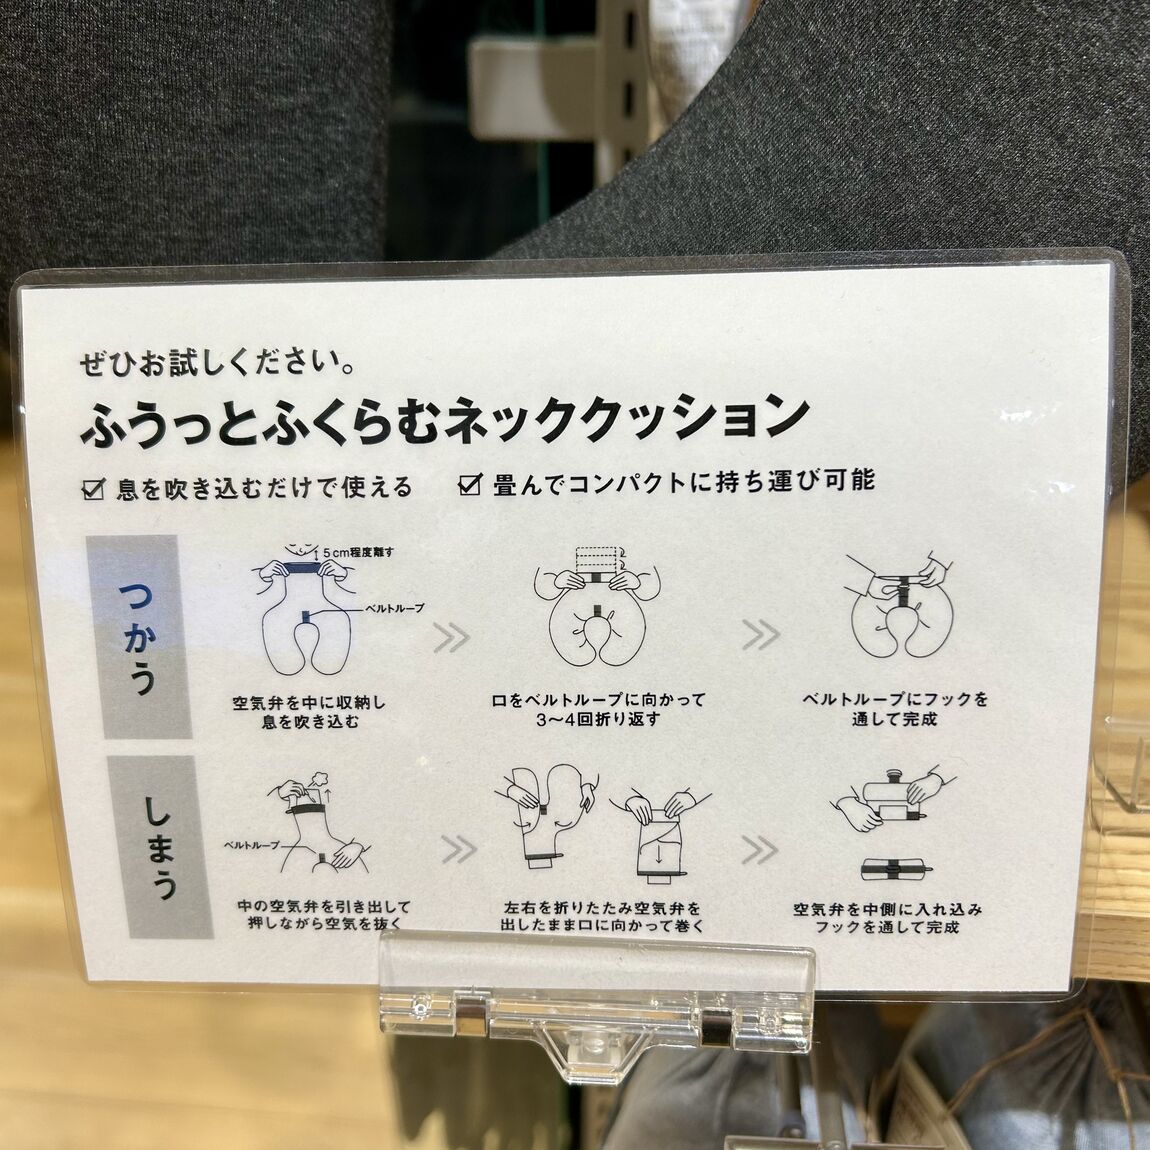 ぜひお試しください。
ふうっとふくらむネッククッション
☑ 息を吹き込むだけで使える ☑ 畳んでコンパクトに持ち運び可能
つかう
5cm程度離す
ベルトループ
空気弁を中に収納し
息を吹き込む
口をベルトループに向かって
3〜4回折り返す
ベルトループにフックを
通して完成
しまう
ベルトループ
中の空気弁を引き出して
押しながら空気を抜く
左右を折りたたみ空気弁を
出したまま口に向かって巻く
空気弁を中側に入れ込み
フックを通して完成